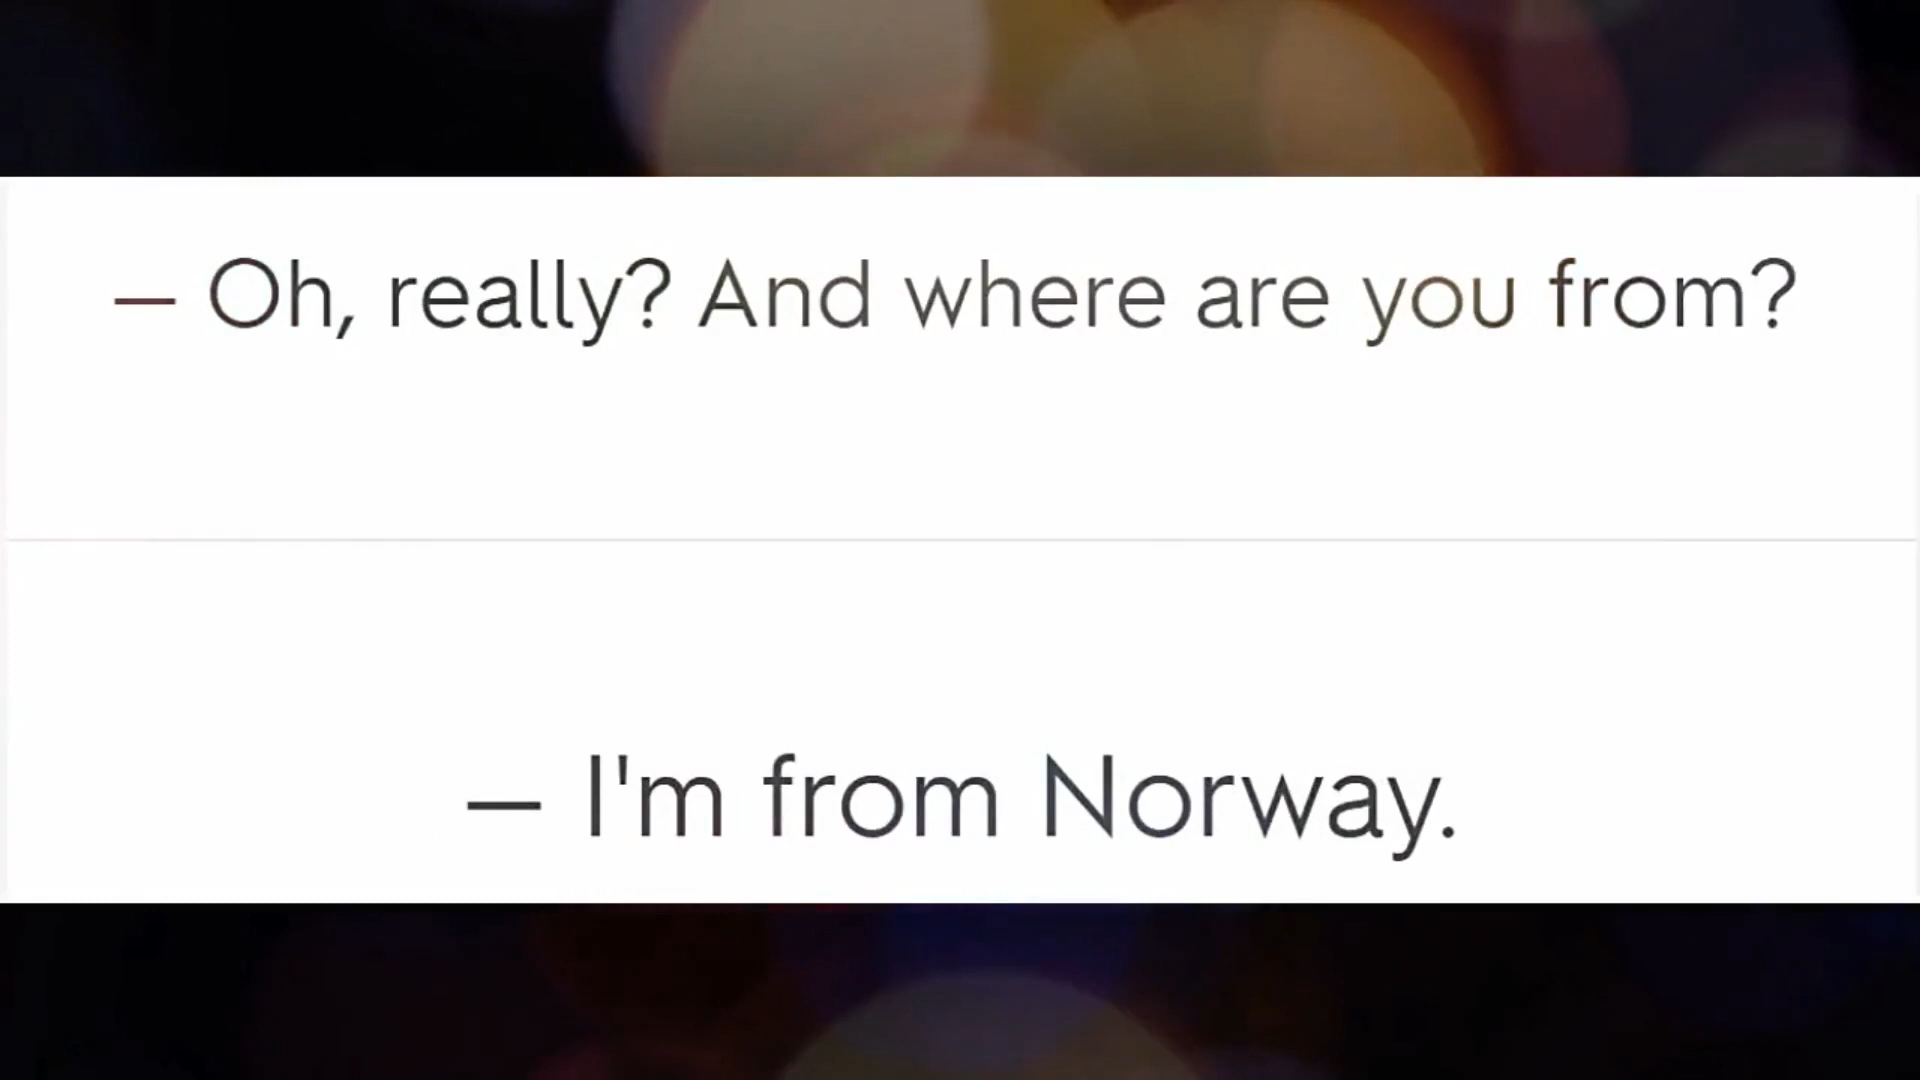 — Oh, really? And where are you from?
— I'm from Norway.